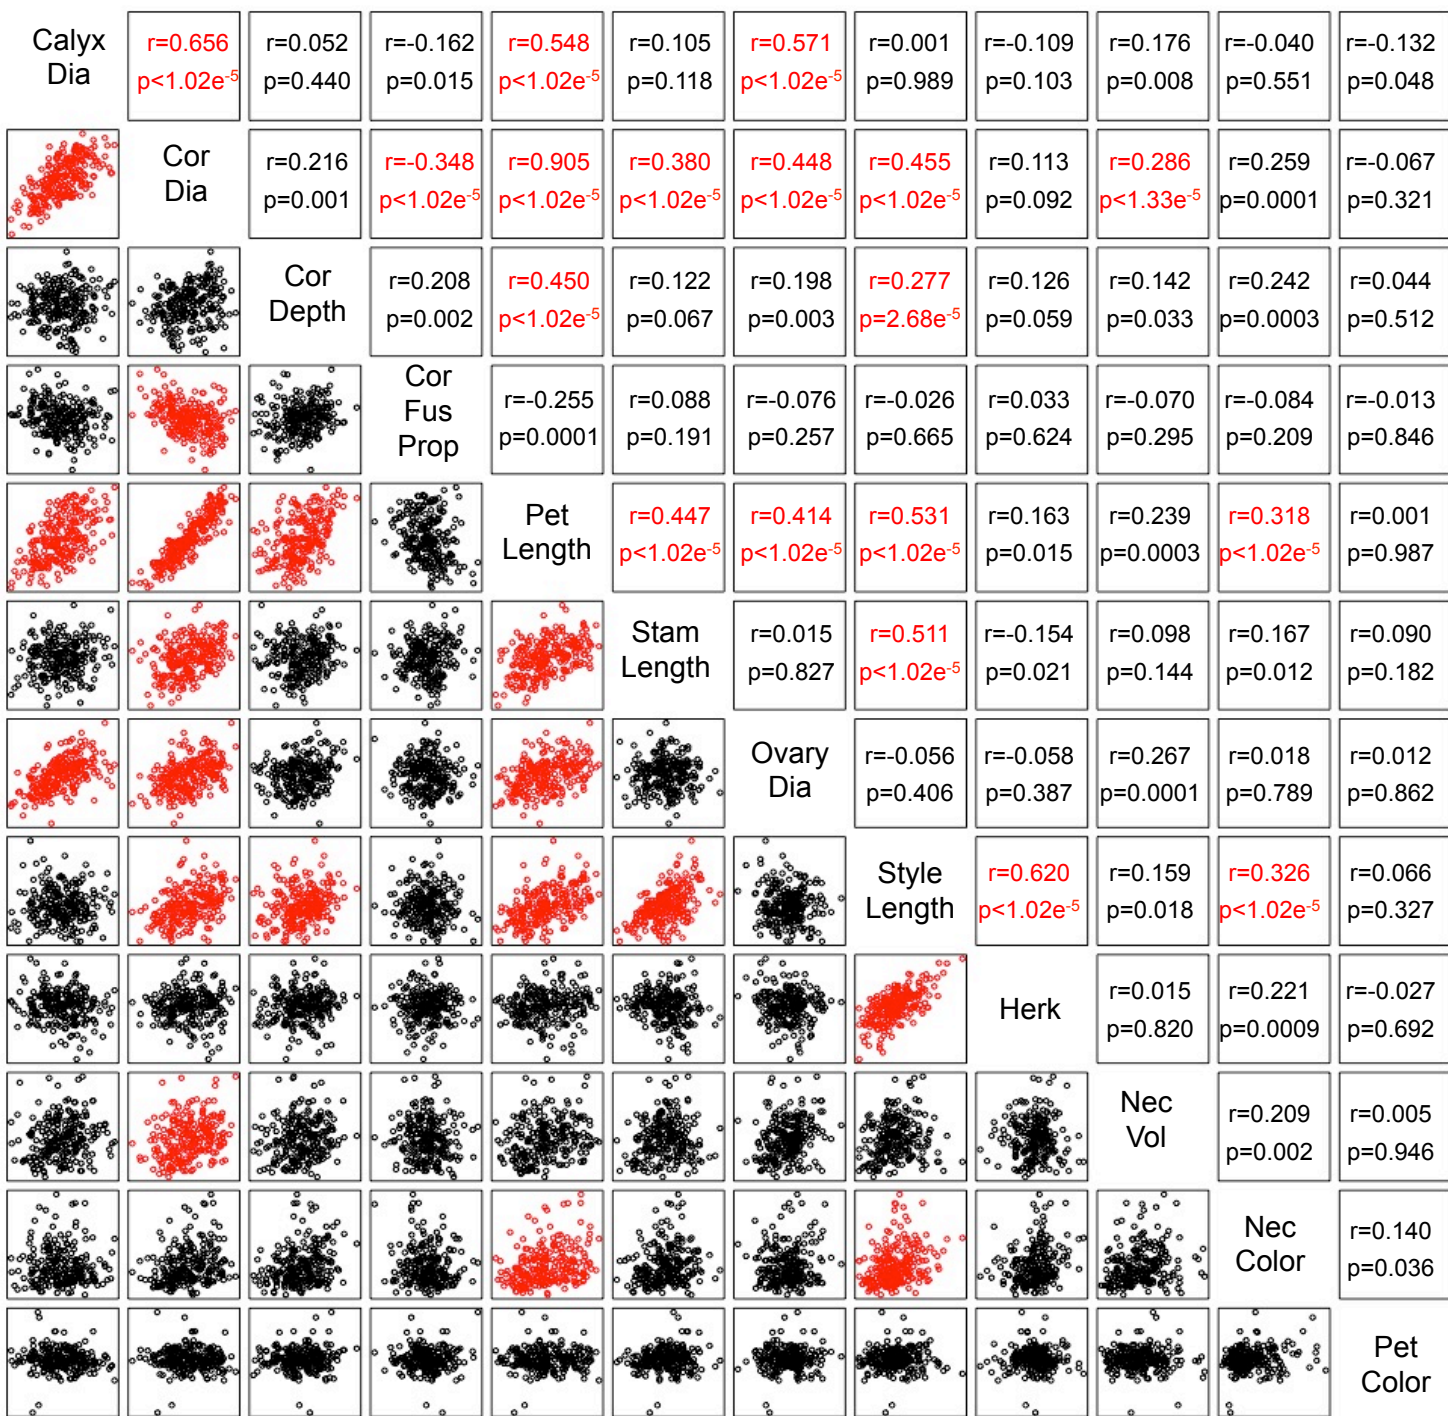 Calyx
Dia
r=0.656
p<1.02e-5
r=0.052
p=0.440
r=-0.162
p=0.015
r=0.548
p<1.02e-5
r=0.105
p=0.118
r=0.571
p<1.02e-5
r=0.001
p=0.989
r=-0.109
p=0.103
r=0.176
p=0.008
r=-0.040
p=0.551
r=-0.132
p=0.048
Cor
Dia
r=0.216
p=0.001
r=-0.348
p<1.02e-5
r=0.905
p<1.02e-5
r=0.380
p<1.02e-5
r=0.448
p<1.02e-5
r=0.455
p<1.02e-5
r=0.113
p=0.092
r=0.286
p<1.33e-5
r=0.259
p=0.0001
r=-0.067
p=0.321
Cor
Depth
r=0.208
p=0.002
r=0.450
p<1.02e-5
r=0.122
p=0.067
r=0.198
p=0.003
r=0.277
p=2.68e-5
r=0.126
p=0.059
r=0.142
p=0.033
r=0.242
p=0.0003
r=0.044
p=0.512
Cor
Fus
Prop
r=-0.255
p=0.0001
r=0.088
p=0.191
r=-0.076
p=0.257
r=-0.026
p=0.665
r=0.033
p=0.624
r=-0.070
p=0.295
r=-0.084
p=0.209
r=-0.013
p=0.846
Pet
Length
r=0.447
p<1.02e-5
r=0.414
p<1.02e-5
r=0.531
p<1.02e-5
r=0.163
p=0.015
r=0.239
p=0.0003
r=0.318
p<1.02e-5
r=0.001
p=0.987
Stam
Length
r=0.015
p=0.827
r=0.511
p<1.02e-5
r=-0.154
p=0.021
r=0.098
p=0.144
r=0.167
p=0.012
r=0.090
p=0.182
Ovary
Dia
r=-0.056
p=0.406
r=-0.058
p=0.387
r=0.267
p=0.0001
r=0.018
p=0.789
r=0.012
p=0.862
Style
Length
r=0.620
p<1.02e-5
r=0.159
p=0.018
r=0.326
p<1.02e-5
r=0.066
p=0.327
Herk
r=0.015
p=0.820
r=0.221
p=0.0009
r=-0.027
p=0.692
Nec
Vol
r=0.209
p=0.002
r=0.005
p=0.946
Nec
Color
r=0.140
p=0.036
Pet
Color